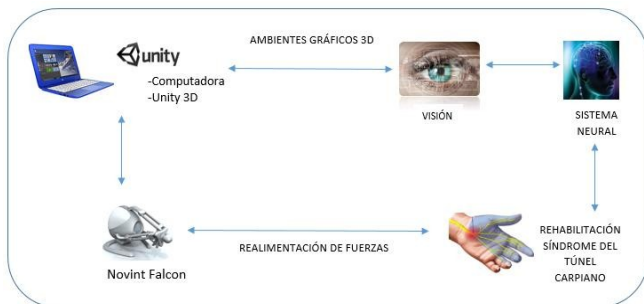 AMBIENTES GRÁFICOS 3D
unity
-Computadora
-Unity 3D
VISIÓN
SISTEMA
NEURAL
REALIMENTACIÓN DE FUERZAS
Novint Falcon
REHABILITACIÓN
SÍNDROME DEL
TÚNEL
CARPIANO